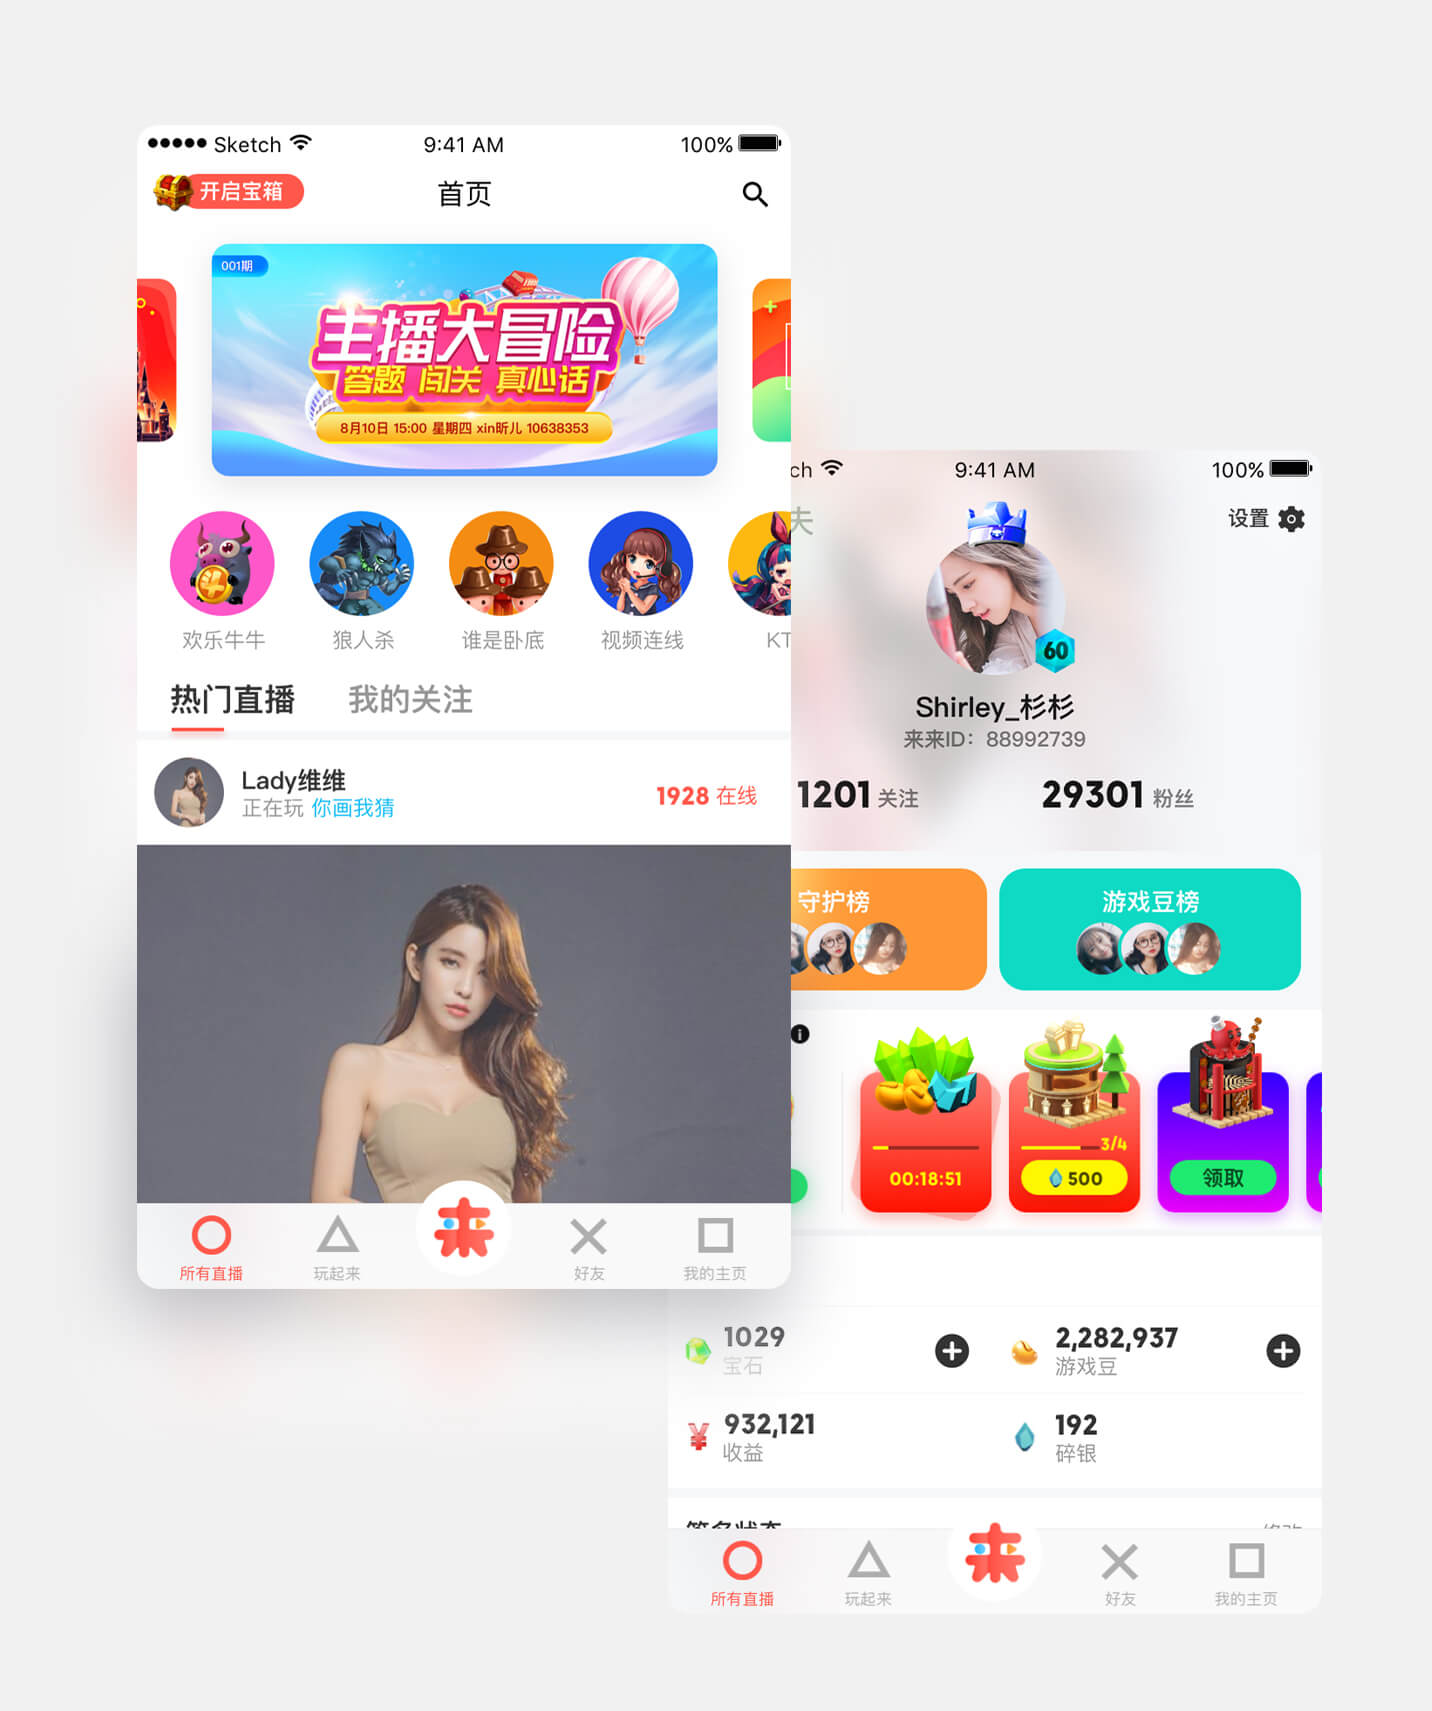 Sketch 9:41 AM 100%
开启宝箱 首页
001期
主播大冒险
答题 闯关 真心话
8月10日 15:00 星期四 xin昕儿 10638353
欢乐牛牛 狼人杀 谁是卧底 视频连线 KT
热门直播 我的关注
Lady维维
正在玩 你画我猜
1928 在线
来
所有直播 玩起来 好友 我的主页
ch 9:41 AM 100%
夫 设置
60
Shirley_杉杉
来来ID：88992739
1201 关注 29301 粉丝
守护榜 游戏豆榜
3/4
00:18:51 500 领取
1029 2,282,937
宝石 游戏豆
932,121 192
收益 碎银
签名状态 修改
来
所有直播 玩起来 好友 我的主页